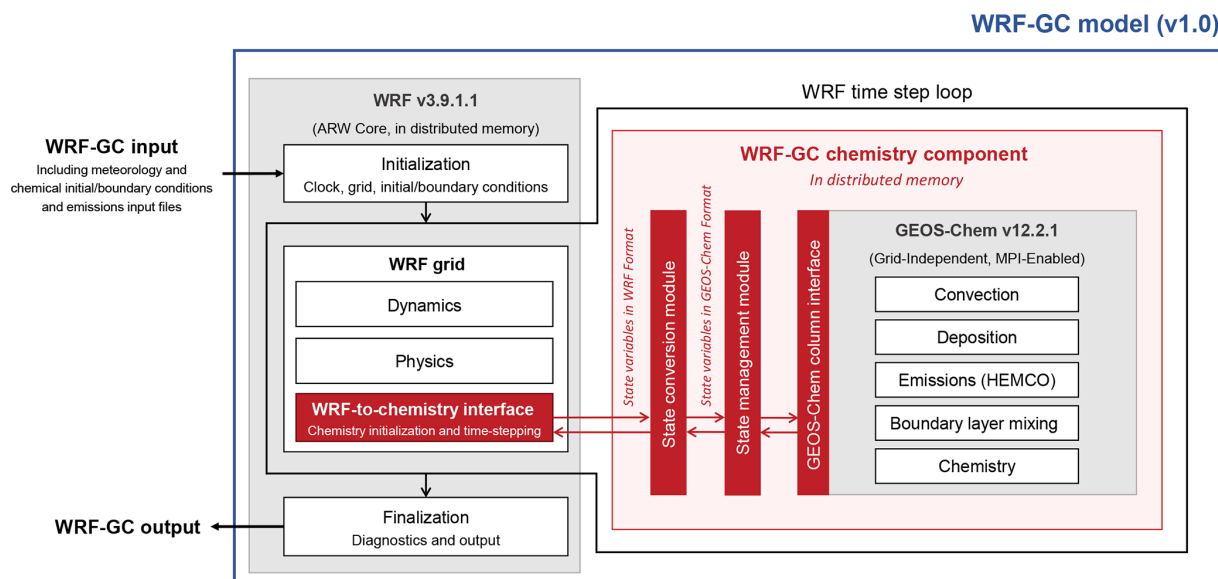 WRF-GC model (v1.0)
WRF v3.9.1.1
(ARW Core, in distributed memory)
WRF time step loop
WRF-GC input
Including meteorology and
chemical initial/boundary conditions
and emissions input files
Initialization
Clock, grid, initial/boundary conditions
WRF grid
Dynamics
Physics
WRF-to-chemistry interface
Chemistry initialization and time-stepping
WRF-GC chemistry component
In distributed memory
State variables in WRF Format
State conversion module
State variables in GEOS-Chem Format
State management module
GEOS-Chem column interface
GEOS-Chem v12.2.1
(Grid-Independent, MPI-Enabled)
Convection
Deposition
Emissions (HEMCO)
Boundary layer mixing
Chemistry
Finalization
Diagnostics and output
WRF-GC output